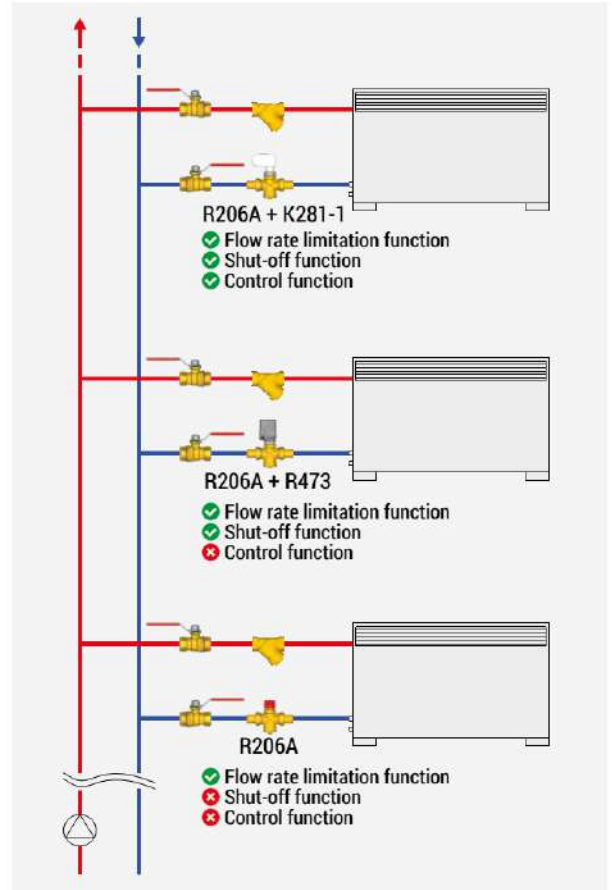 R206A + K281-1
Flow rate limitation function
Shut-off function
Control function
R206A + R473
Flow rate limitation function
Shut-off function
Control function
R206A
Flow rate limitation function
Shut-off function
Control function